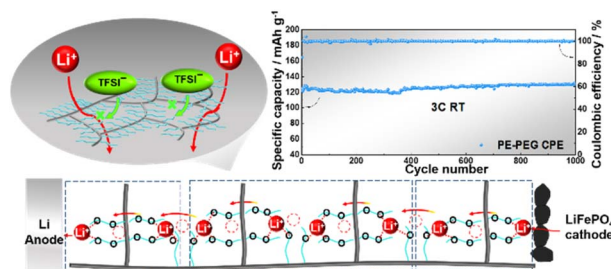 Li+
Li+
TFSI−
TFSI−
x
x
Specific capacity / mAh g−1
200
180
160
140
120
100
80
60
40
0
200
400
600
800
1000
Cycle number
3C RT
PE-PEG CPE
100
80
60
40
20
0
Coulombic efficiency / %
Li
Anode
Li+
Li+
Li+
Li+
Li+
Li+
Li+
Li+
LiFePO4
cathode